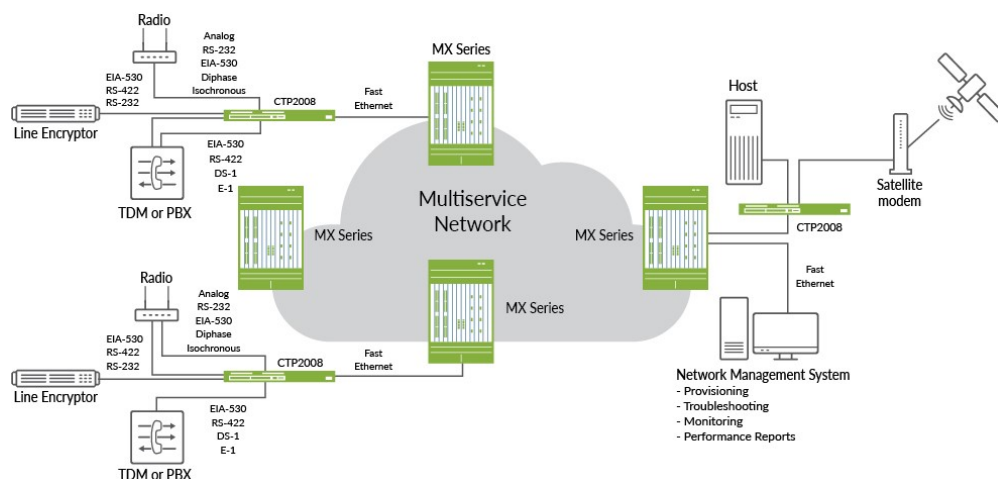 Radio
Analog
RS-232
EIA-530
Diphase
Isochronous
EIA-530
RS-422
RS-232
CTP2008
Fast
Ethernet
Line Encryptor
EIA-530
RS-422
DS-1
E-1
TDM or PBX
MX Series
Multiservice
Network
MX Series
MX Series
MX Series
Host
Satellite
modem
CTP2008
Fast
Ethernet
Network Management System
- Provisioning
- Troubleshooting
- Monitoring
- Performance Reports
Radio
Analog
RS-232
EIA-530
Diphase
Isochronous
EIA-530
RS-422
RS-232
CTP2008
Fast
Ethernet
Line Encryptor
EIA-530
RS-422
DS-1
E-1
TDM or PBX